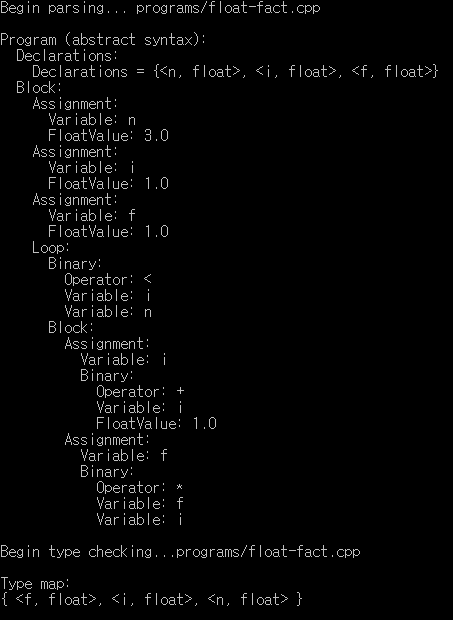 Begin parsing... programs/float-fact.cpp
Program (abstract syntax):
Declarations:
Declarations = {<n, float>, <i, float>, <f, float>}
Block:
Assignment:
Variable: n
FloatValue: 3.0
Assignment:
Variable: i
FloatValue: 1.0
Assignment:
Variable: f
FloatValue: 1.0
Loop:
Binary:
Operator: <
Variable: i
Variable: n
Block:
Assignment:
Variable: i
Binary:
Operator: +
Variable: i
FloatValue: 1.0
Assignment:
Variable: f
Binary:
Operator: *
Variable: f
Variable: i
Begin type checking...programs/float-fact.cpp
Type map:
{ <f, float>, <i, float>, <n, float> }